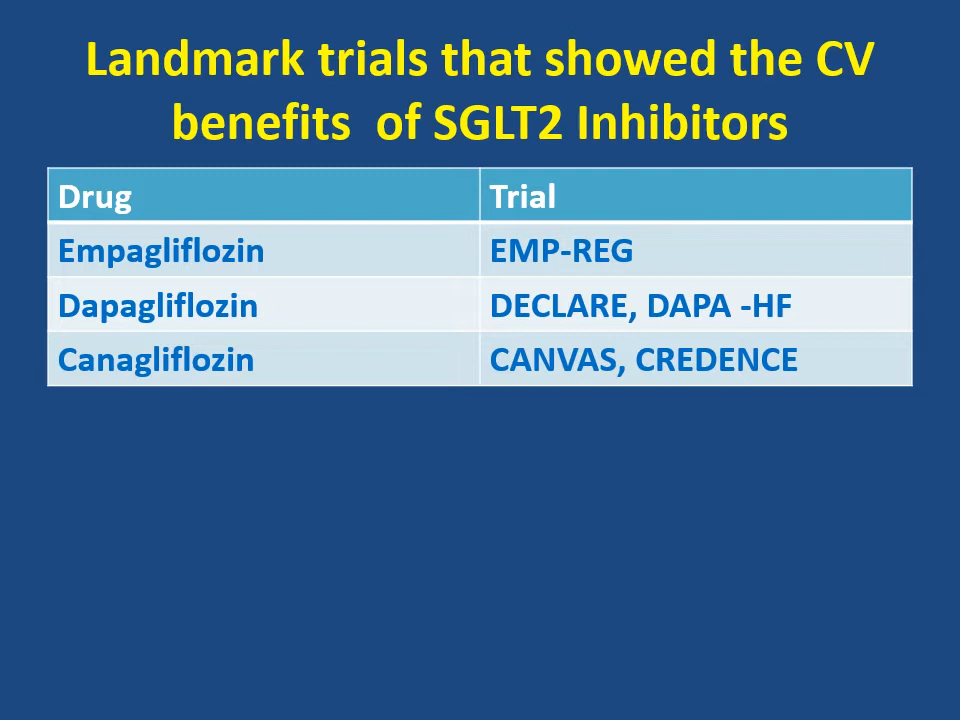 Landmark trials that showed the CV
benefits  of SGLT2 Inhibitors
Drug Trial
Empagliflozin EMP-REG
Dapagliflozin DECLARE, DAPA -HF
Canagliflozin CANVAS, CREDENCE